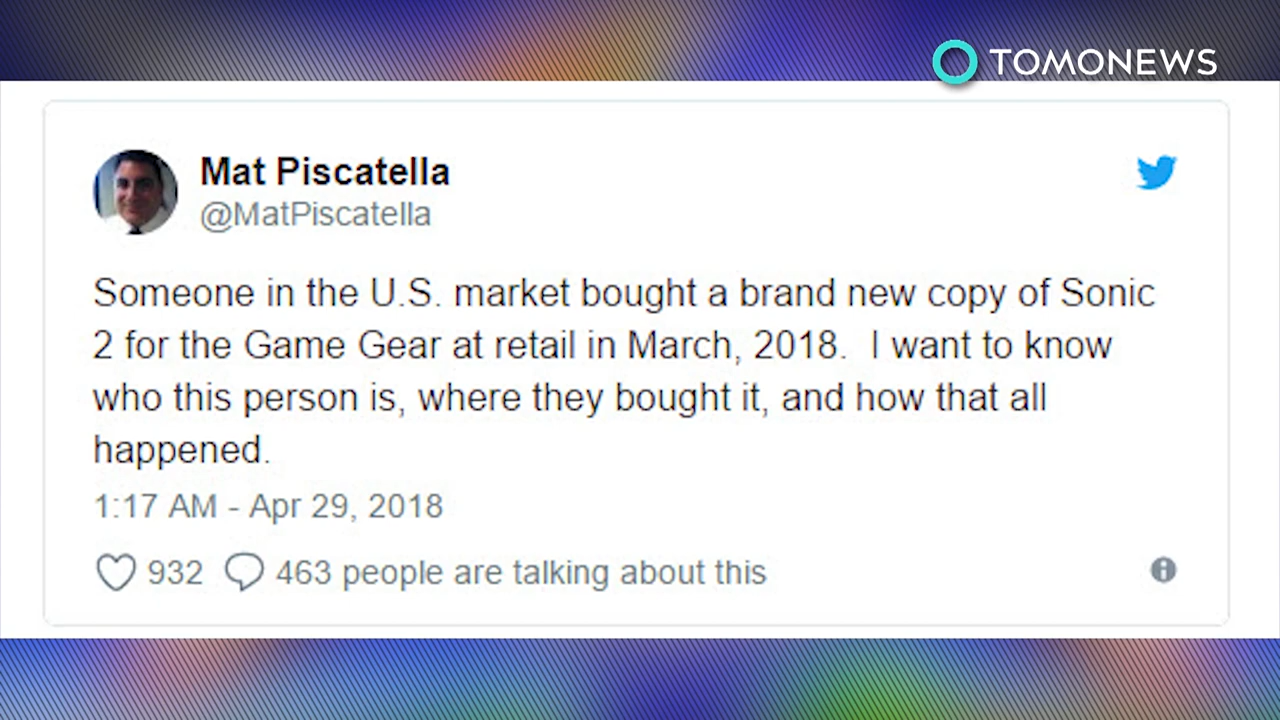 TOMONEWS
Mat Piscatella
@MatPiscatella
Someone in the U.S. market bought a brand new copy of Sonic
2 for the Game Gear at retail in March, 2018.  I want to know
who this person is, where they bought it, and how that all
happened.
1:17 AM - Apr 29, 2018
932 463 people are talking about this